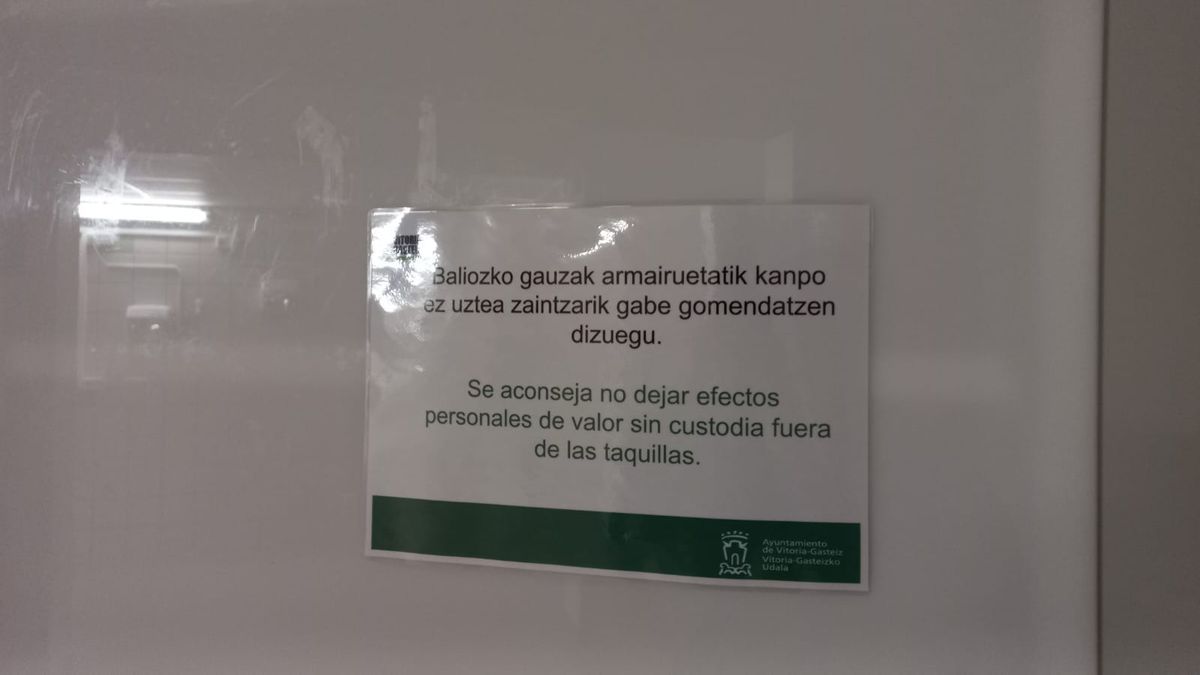 Baliozko gauzak armairuetatik kanpo
ez uztea zaintzarik gabe gomendatzen
dizuegu.
Se aconseja no dejar efectos
personales de valor sin custodia fuera
de las taquillas.
Ayuntamiento
de Vitoria-Gasteiz
Vitoria-Gasteizko
Udala